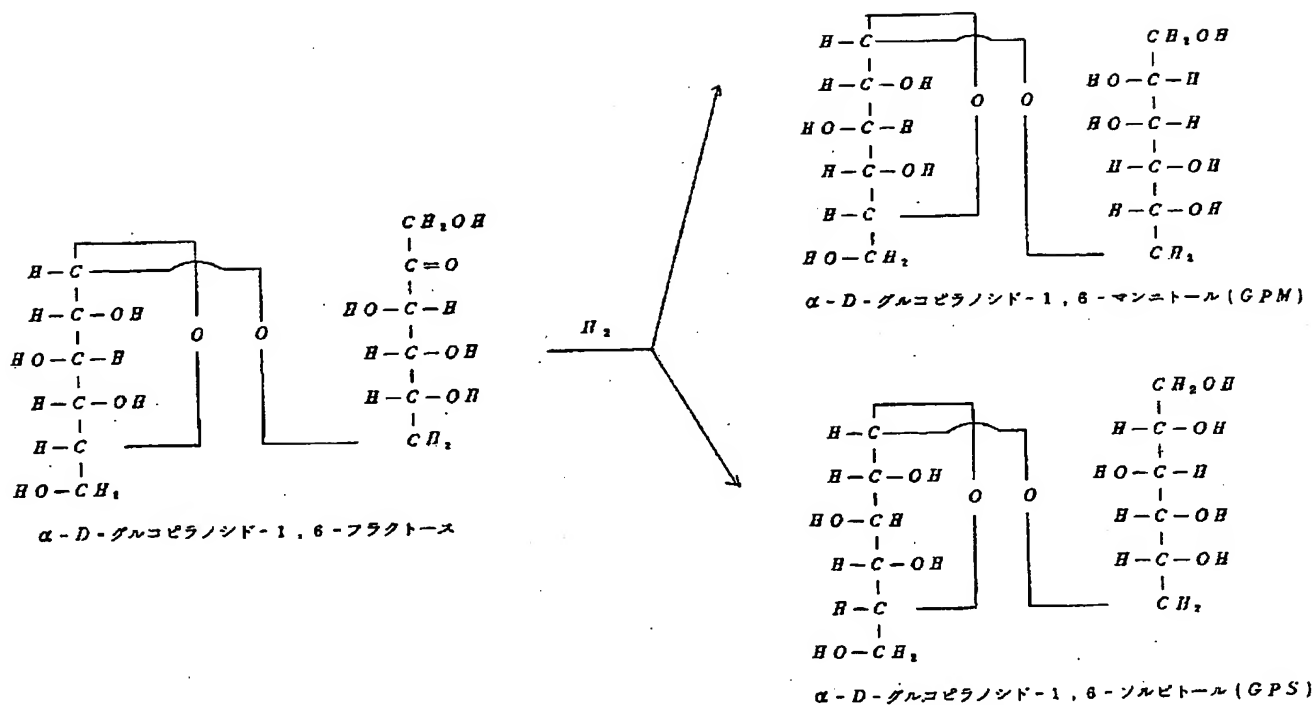 H-C
H-C-OH
HO-C-H
H-C-OH
H-C
HO-CH₂
O O
CH₂OH
C=O
HO-C-H
H-C-OH
H-C-OH
CH₂
α-D-グルコピラノシド-1,6-フラクトース
H₂
H-C
H-C-OH
HO-C-H
H-C-OH
H-C
HO-CH₂
O O
CH₂OH
HO-C-H
HO-C-H
H-C-OH
H-C-OH
CH₂
α-D-グルコピラノシド-1,6-マンニトール(GPM)
H-C
H-C-OH
HO-CH
H-C-OH
H-C
HO-CH₂
O O
CH₂OH
H-C-OH
HO-C-H
H-C-OH
H-C-OH
CH₂
α-D-グルコピラノシド-1,6-ソルビトール(GPS)